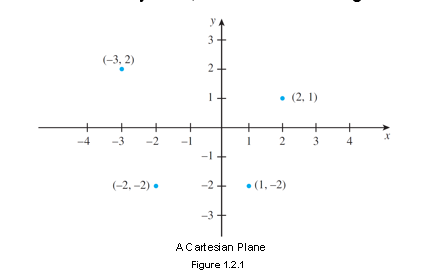 y
3
(–3, 2)
2
1
(2, 1)
–4 –3 –2 –1 1 2 3 4 x
–1
(–2, –2) –2 (1, –2)
–3
A Cartesian Plane
Figure 1.2.1